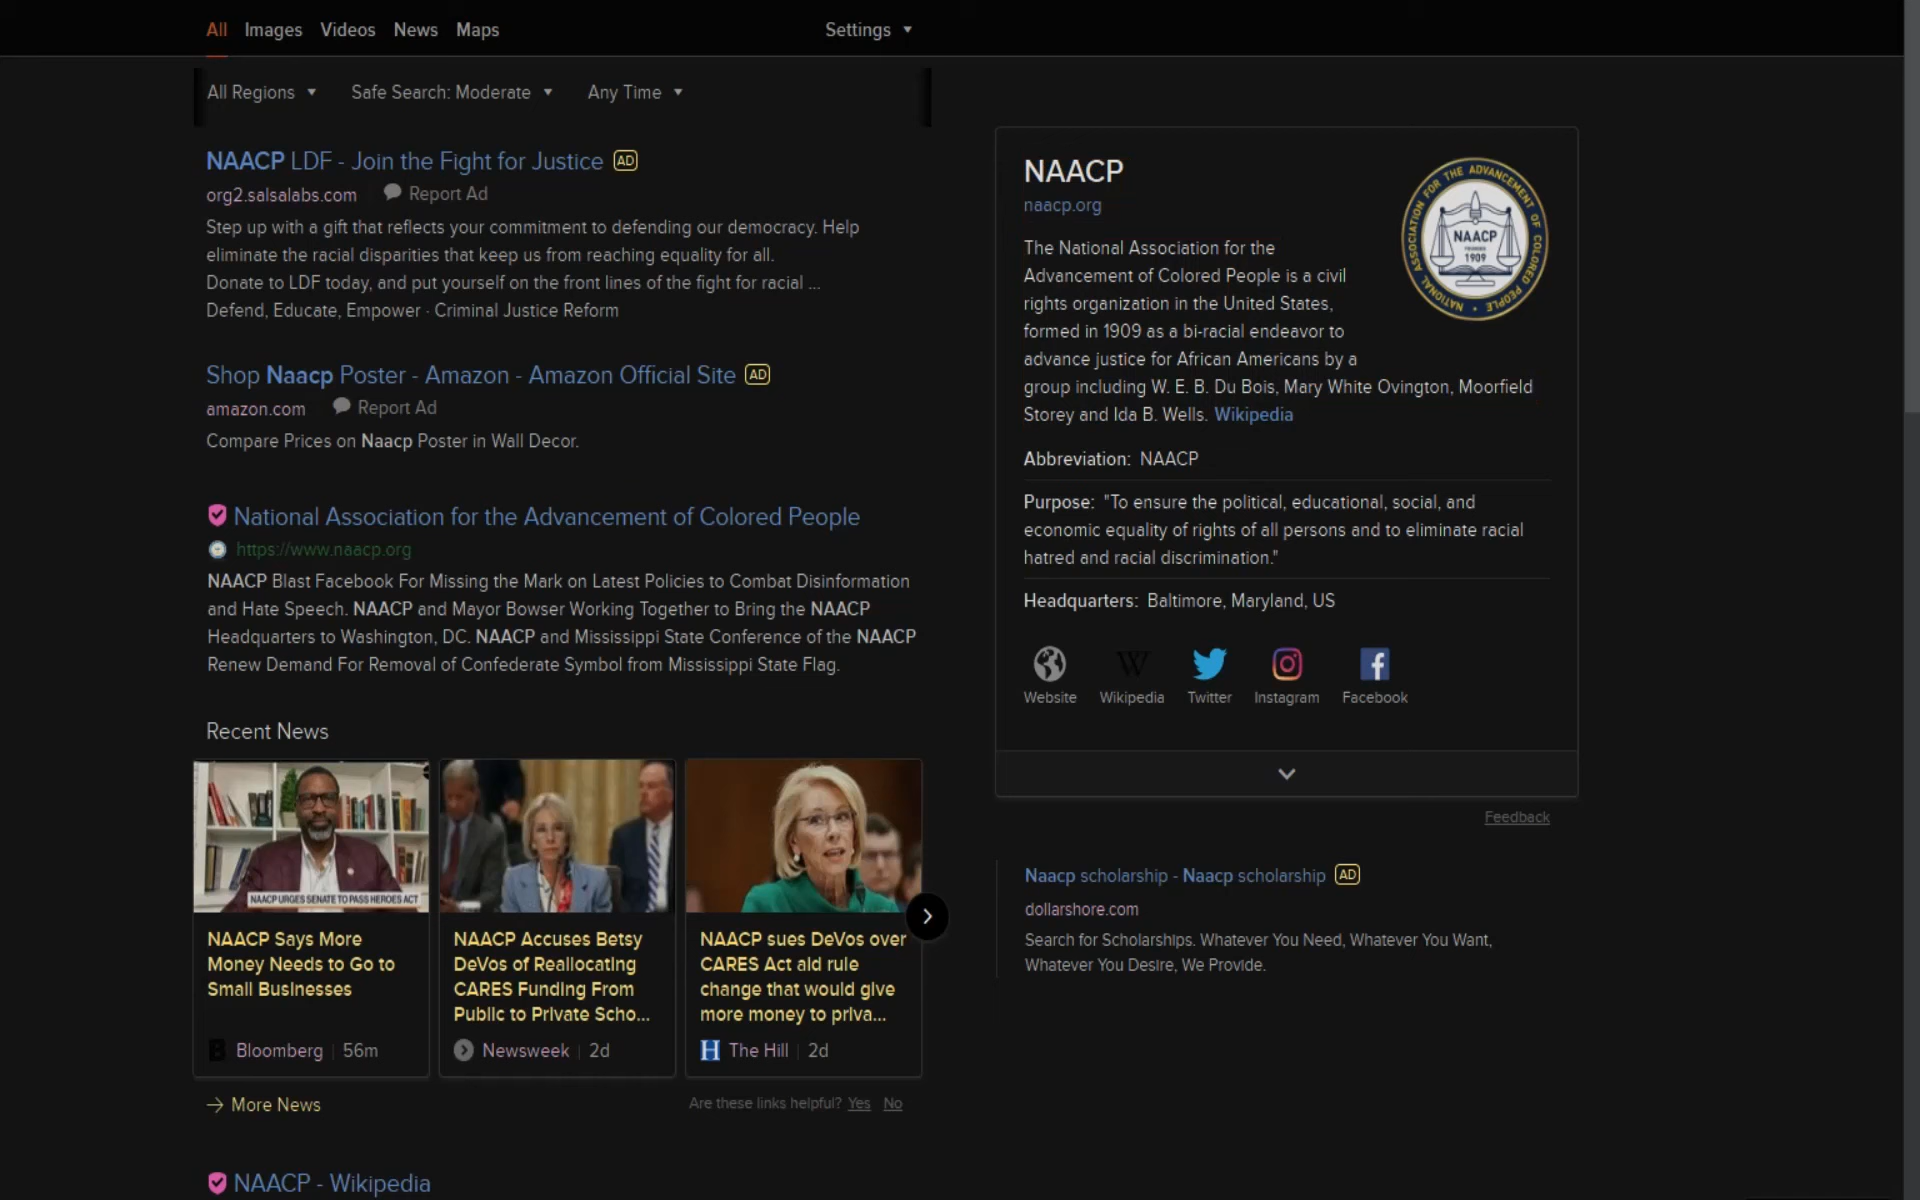 All Images Videos News Maps Settings
All Regions Safe Search: Moderate Any Time
NAACP LDF - Join the Fight for Justice AD
org2.salsalabs.com Report Ad
Step up with a gift that reflects your commitment to defending our democracy. Help
eliminate the racial disparities that keep us from reaching equality for all.
Donate to LDF today, and put yourself on the front lines of the fight for racial ...
Defend, Educate, Empower · Criminal Justice Reform
Shop Naacp Poster - Amazon - Amazon Official Site AD
amazon.com Report Ad
Compare Prices on Naacp Poster in Wall Decor.
National Association for the Advancement of Colored People
https://www.naacp.org
NAACP Blast Facebook For Missing the Mark on Latest Policies to Combat Disinformation
and Hate Speech. NAACP and Mayor Bowser Working Together to Bring the NAACP
Headquarters to Washington, DC. NAACP and Mississippi State Conference of the NAACP
Renew Demand For Removal of Confederate Symbol from Mississippi State Flag.
Recent News
NAACP URGES SENATE TO PASS HEROES ACT
NAACP Says More
Money Needs to Go to
Small Businesses
Bloomberg 56m
NAACP Accuses Betsy
DeVos of Reallocating
CARES Funding From
Public to Private Scho...
Newsweek 2d
NAACP sues DeVos over
CARES Act aid rule
change that would give
more money to priva...
H The Hill 2d
More News
Are these links helpful? Yes No
NAACP - Wikipedia
NAACP
naacp.org
NATIONAL ASSOCIATION FOR THE ADVANCEMENT OF COLORED PEOPLE
NAACP
FOUNDED
1909
The National Association for the
Advancement of Colored People is a civil
rights organization in the United States,
formed in 1909 as a bi-racial endeavor to
advance justice for African Americans by a
group including W. E. B. Du Bois, Mary White Ovington, Moorfield
Storey and Ida B. Wells. Wikipedia
Abbreviation: NAACP
Purpose: "To ensure the political, educational, social, and
economic equality of rights of all persons and to eliminate racial
hatred and racial discrimination."
Headquarters: Baltimore, Maryland, US
W
Website Wikipedia Twitter Instagram Facebook
Feedback
Naacp scholarship - Naacp scholarship AD
dollarshore.com
Search for Scholarships. Whatever You Need, Whatever You Want,
Whatever You Desire, We Provide.